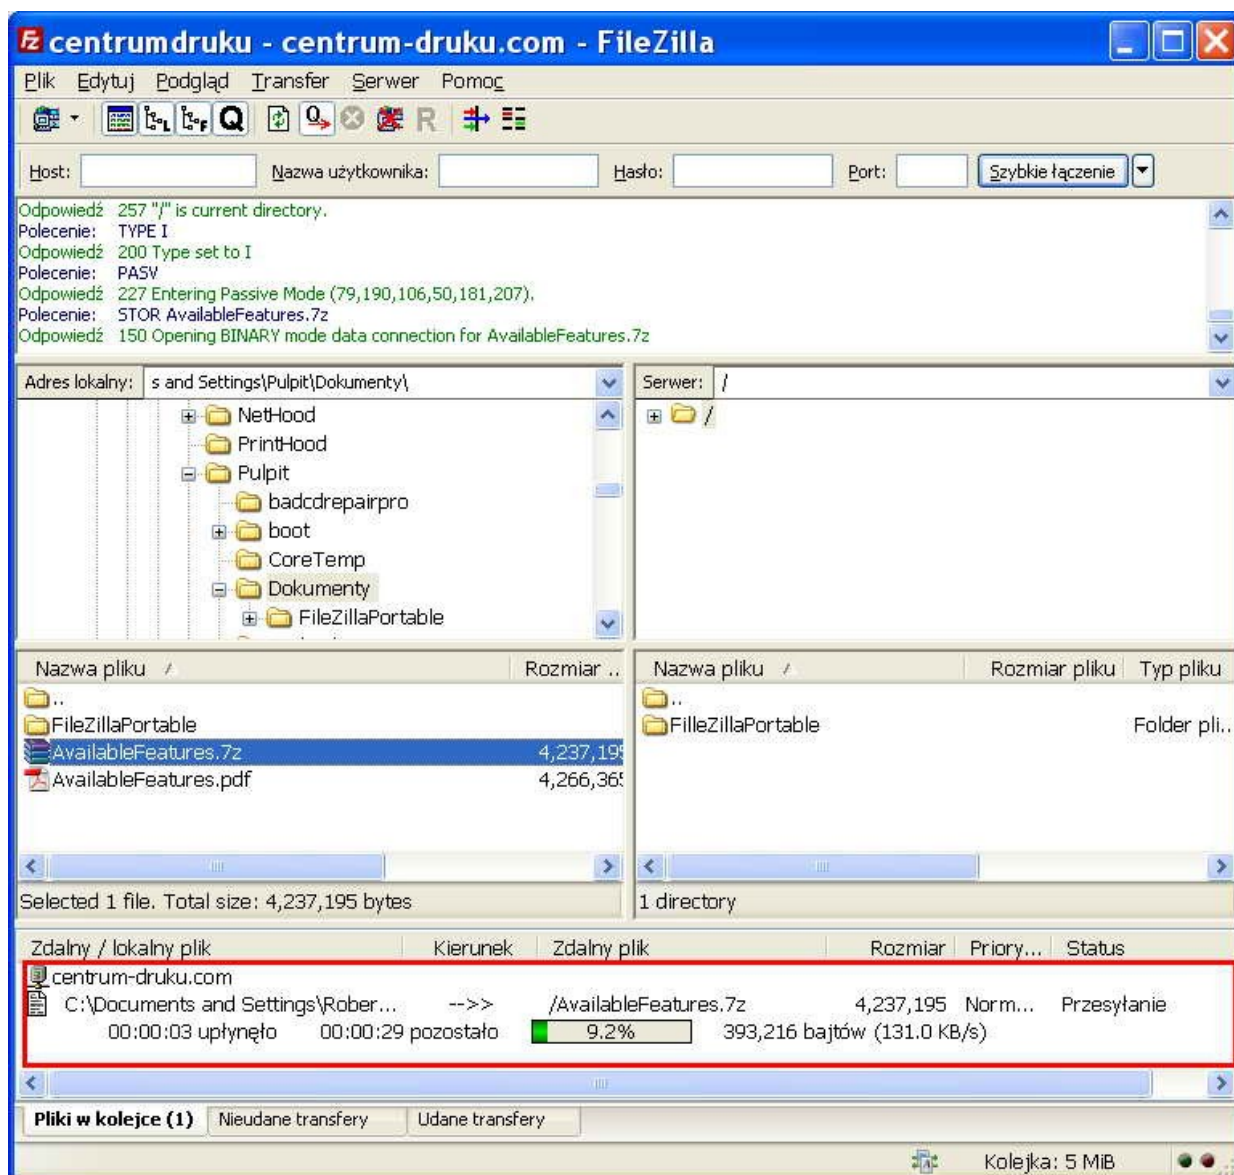 centrumdruku - centrum-druku.com - FileZilla
Plik Edytuj Podgląd Transfer Serwer Pomoc
Host: Nazwa użytkownika: Hasło: Port: Szybkie łączenie
Odpowiedź 257 "/" is current directory.
Polecenie: TYPE I
Odpowiedź 200 Type set to I
Polecenie: PASV
Odpowiedź 227 Entering Passive Mode (79,190,106,50,181,207).
Polecenie: STOR AvailableFeatures.7z
Odpowiedź 150 Opening BINARY mode data connection for AvailableFeatures.7z
Adres lokalny: s and Settings\Pulpit\Dokumenty\
NetHood
PrintHood
Pulpit
badcdrepairpro
boot
CoreTemp
Dokumenty
FileZillaPortable
Serwer: /
/
Nazwa pliku / Rozmiar ..
..
FileZillaPortable
AvailableFeatures.7z 4,237,195
AvailableFeatures.pdf 4,266,365
Selected 1 file. Total size: 4,237,195 bytes
Nazwa pliku / Rozmiar pliku Typ pliku
..
FilleZillaPortable Folder pli..
1 directory
Zdalny / lokalny plik Kierunek Zdalny plik Rozmiar Priory... Status
centrum-druku.com
C:\Documents and Settings\Rober... -->> /AvailableFeatures.7z 4,237,195 Norm... Przesyłanie
00:00:03 upłynęło 00:00:29 pozostało 9.2% 393,216 bajtów (131.0 KB/s)
Pliki w kolejce (1) Nieudane transfery Udane transfery
Kolejka: 5 MiB